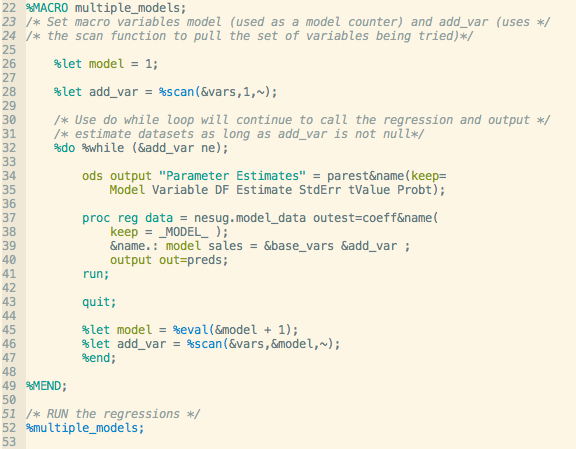 22 %MACRO multiple_models;
23 /* Set macro variables model (used as a model counter) and add_var (uses */
24 /* the scan function to pull the set of variables being tried)*/
25
26     %let model = 1;
27
28     %let add_var = %scan(&vars,1,~);
29
30     /* Use do while loop will continue to call the regression and output */
31     /* estimate datasets as long as add_var is not null*/
32     %do %while (&add_var ne);
33
34         ods output "Parameter Estimates" = parest&name(keep=
35             Model Variable DF Estimate StdErr tValue Probt);
36
37         proc reg data = nesug.model_data outest=coeff&name(
38             keep = _MODEL_ );
39             &name.: model sales = &base_vars &add_var ;
40             output out=preds;
41         run;
42
43         quit;
44
45         %let model = %eval(&model + 1);
46         %let add_var = %scan(&vars,&model,~);
47         %end;
48
49 %MEND;
50
51 /* RUN the regressions */
52 %multiple_models;
53